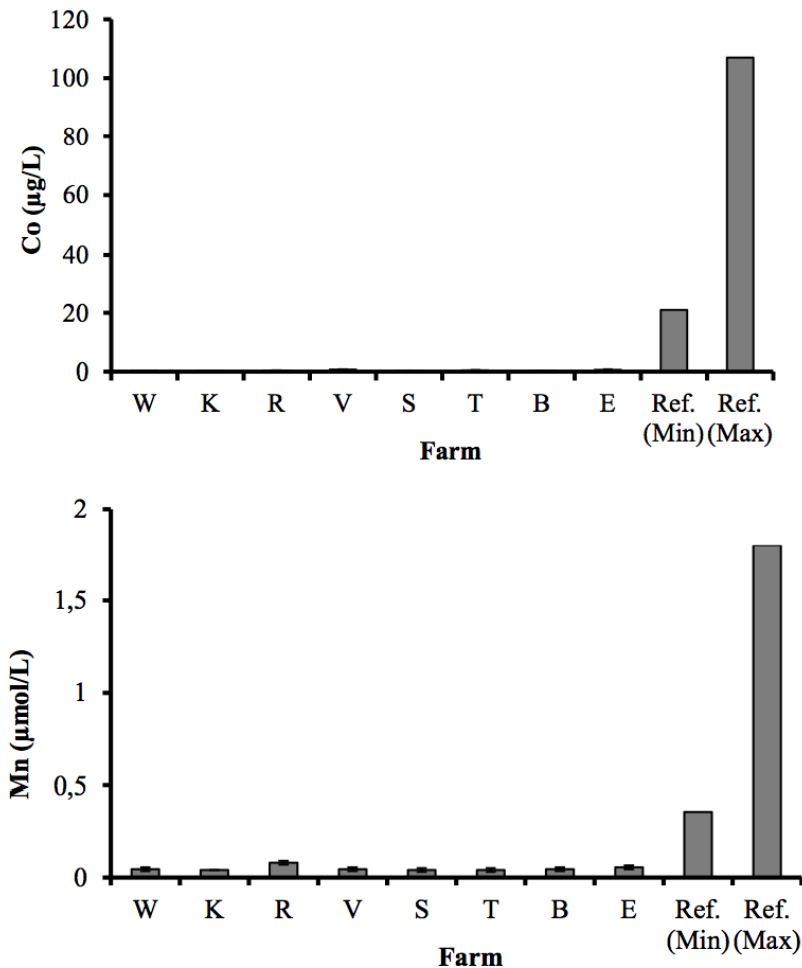 120
100
80
60
40
20
0
Co (µg/L)
W K R V S T B E Ref. Ref.
(Min) (Max)
Farm
2
1,5
1
0,5
0
Mn (µmol/L)
W K R V S T B E Ref. Ref.
(Min) (Max)
Farm